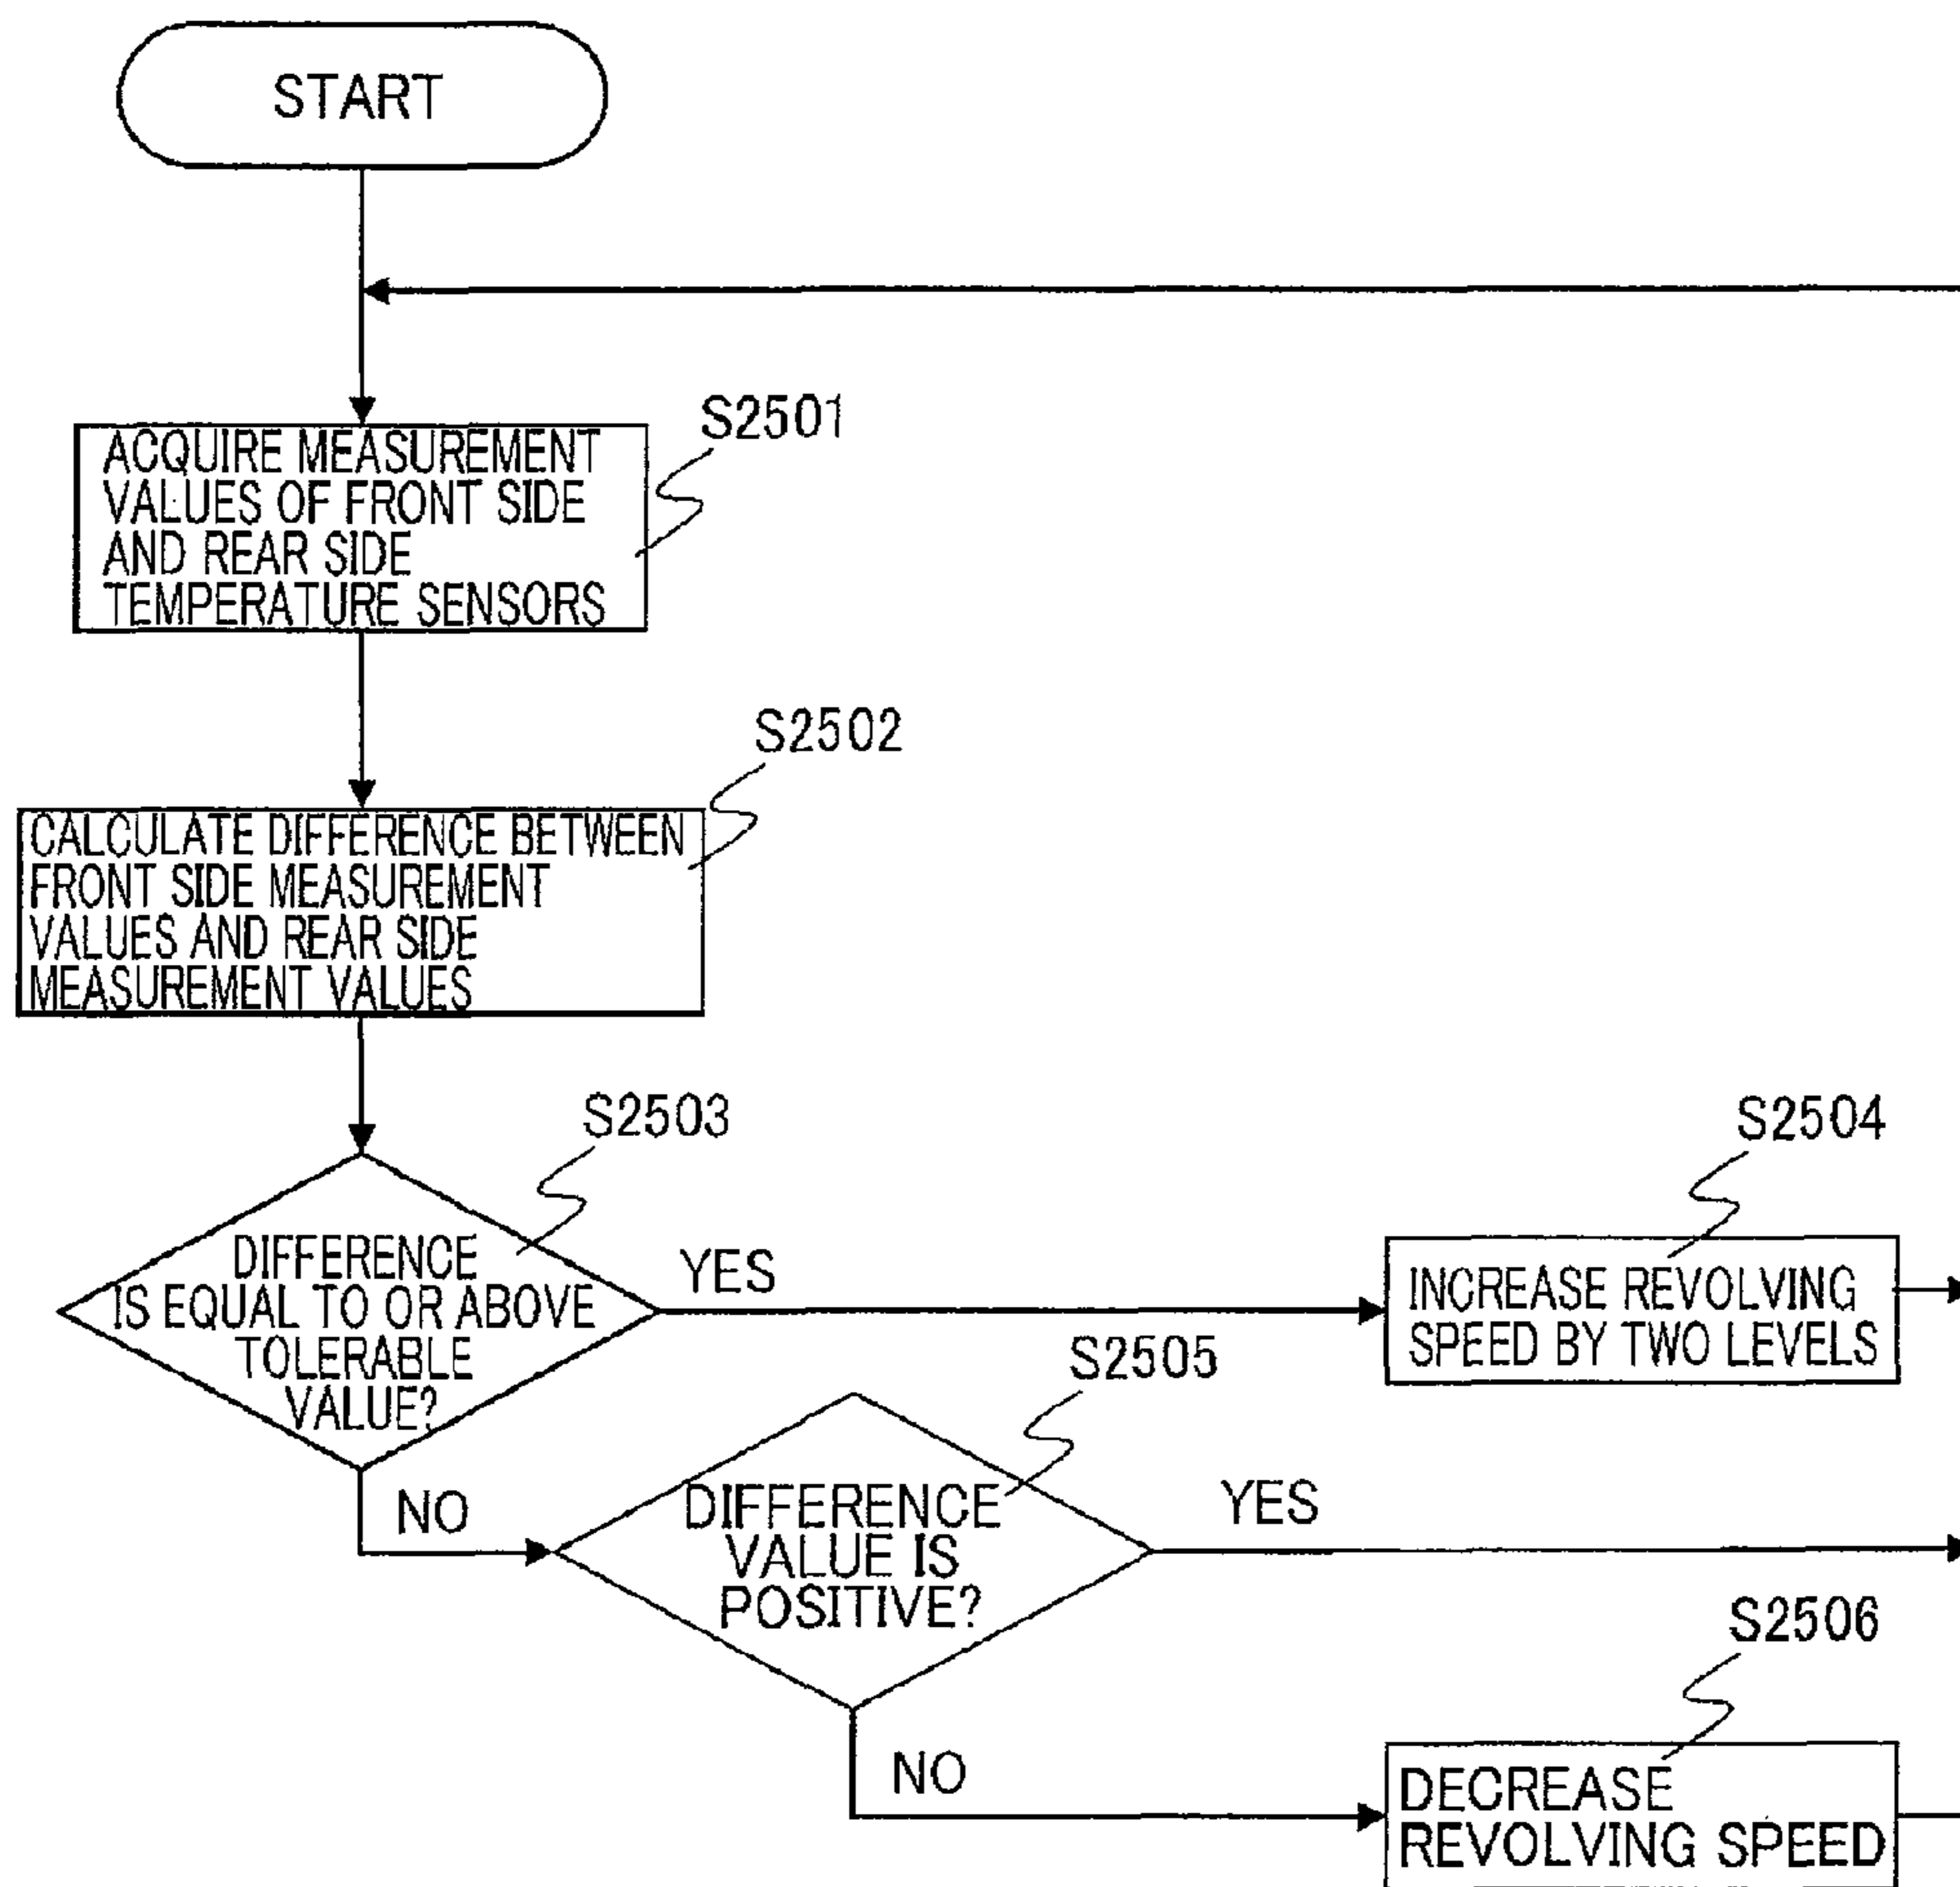 START
S2501
ACQUIRE MEASUREMENT
VALUES OF FRONT SIDE
AND REAR SIDE
TEMPERATURE SENSORS
S2502
CALCULATE DIFFERENCE BETWEEN
FRONT SIDE MEASUREMENT
VALUES AND REAR SIDE
MEASUREMENT VALUES
S2503
DIFFERENCE
IS EQUAL TO OR ABOVE
TOLERABLE
VALUE?
YES
S2504
INCREASE REVOLVING
SPEED BY TWO LEVELS
NO
S2505
DIFFERENCE
VALUE IS
POSITIVE?
YES
NO
S2506
DECREASE
REVOLVING SPEED